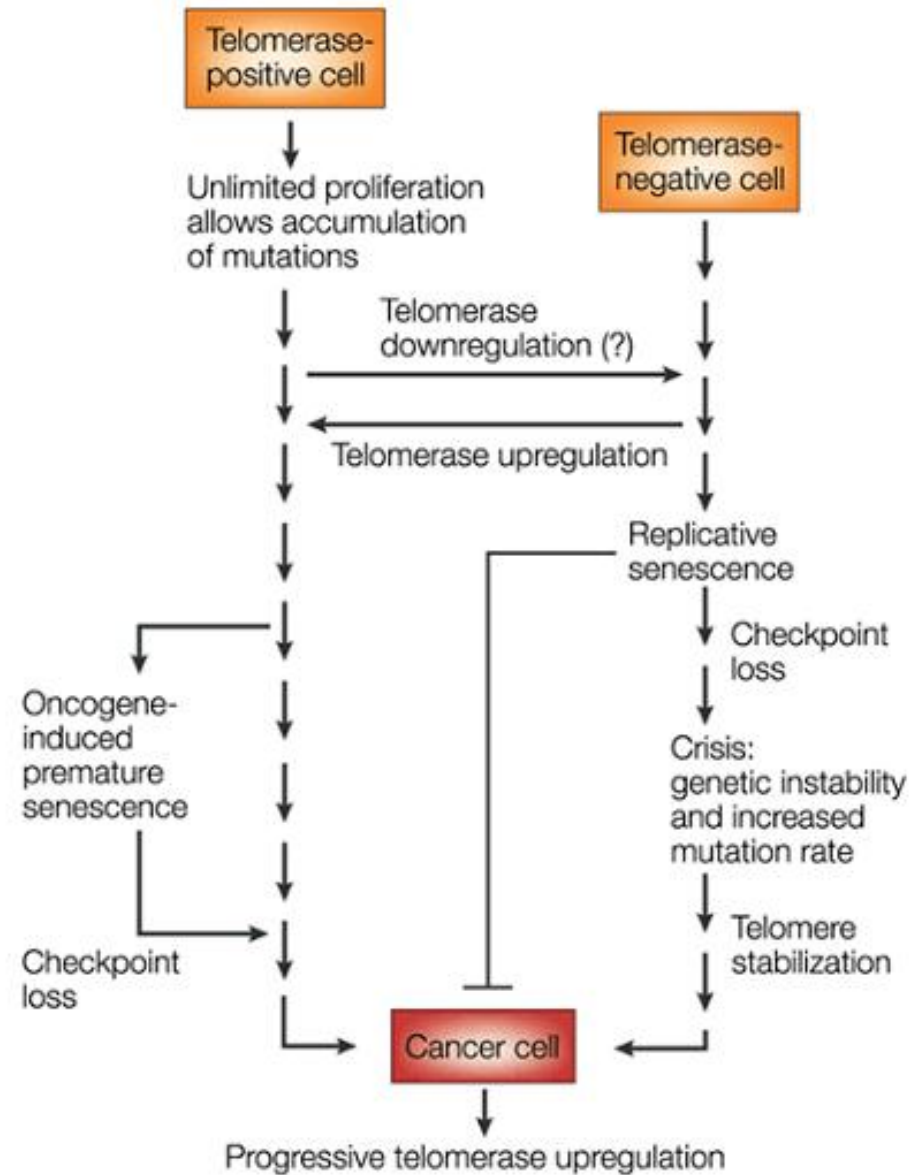 Telomerase-
positive cell
Telomerase-
negative cell
Unlimited proliferation
allows accumulation
of mutations
Telomerase
downregulation (?)
Telomerase upregulation
Replicative
senescence
Checkpoint
loss
Oncogene-
induced
premature
senescence
Crisis:
genetic instability
and increased
mutation rate
Checkpoint
loss
Telomere
stabilization
Cancer cell
Progressive telomerase upregulation